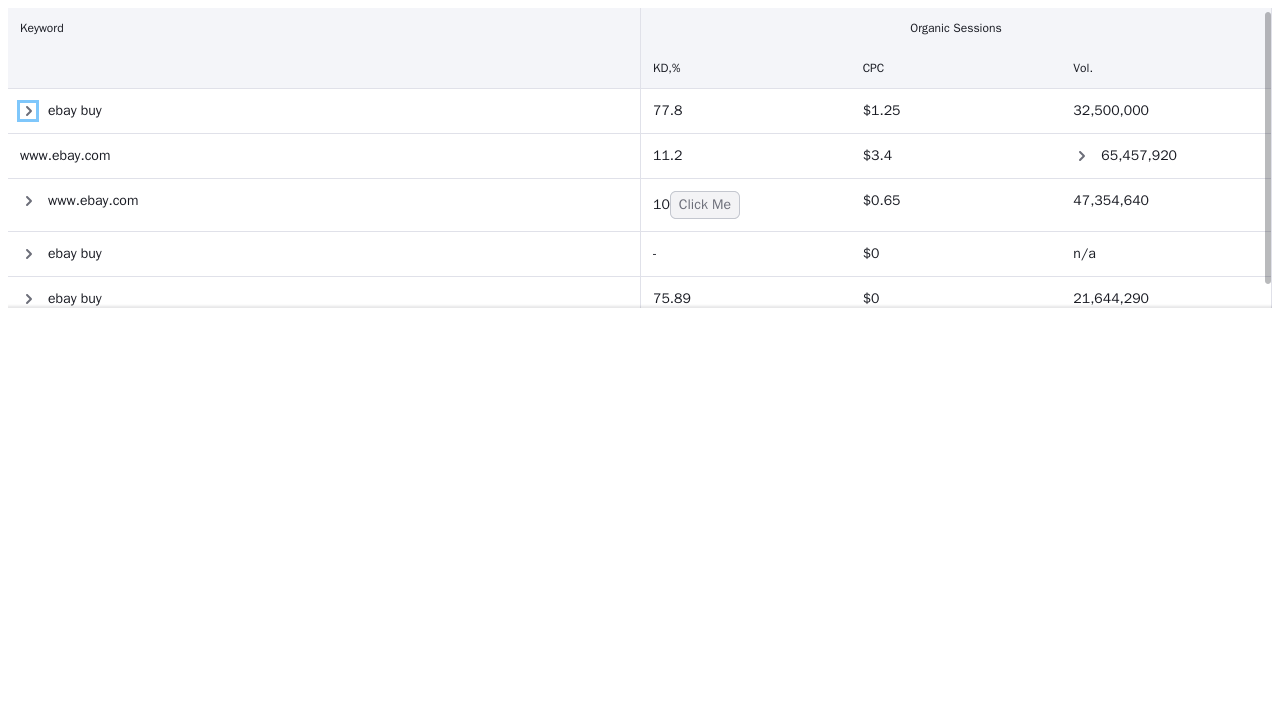 Keyword
Organic Sessions
KD,%
CPC
Vol.
ebay buy
77.8
$1.25
32,500,000
www.ebay.com
11.2
$3.4
65,457,920
www.ebay.com
10
Click Me
$0.65
47,354,640
ebay buy
-
$0
n/a
ebay buy
75.89
$0
21,644,290